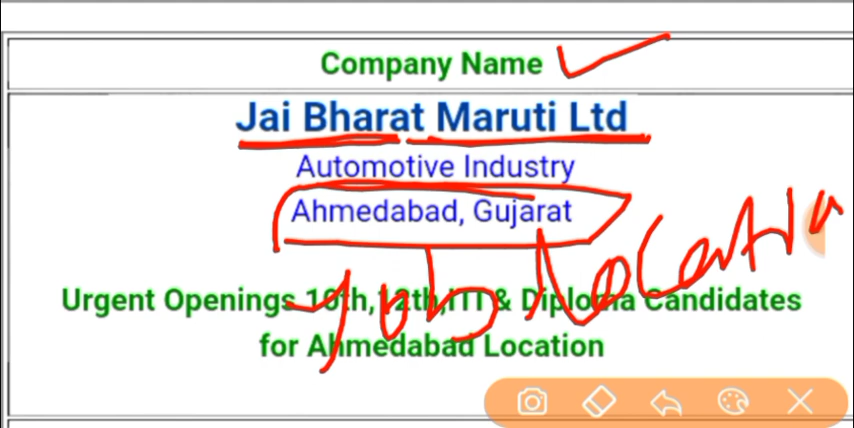 Company Name
Jai Bharat Maruti Ltd
Automotive Industry
Ahmedabad, Gujarat
Job Locatio
Urgent Openings 10th,12th,ITI & Diploma Candidates
for Ahmedabad Location